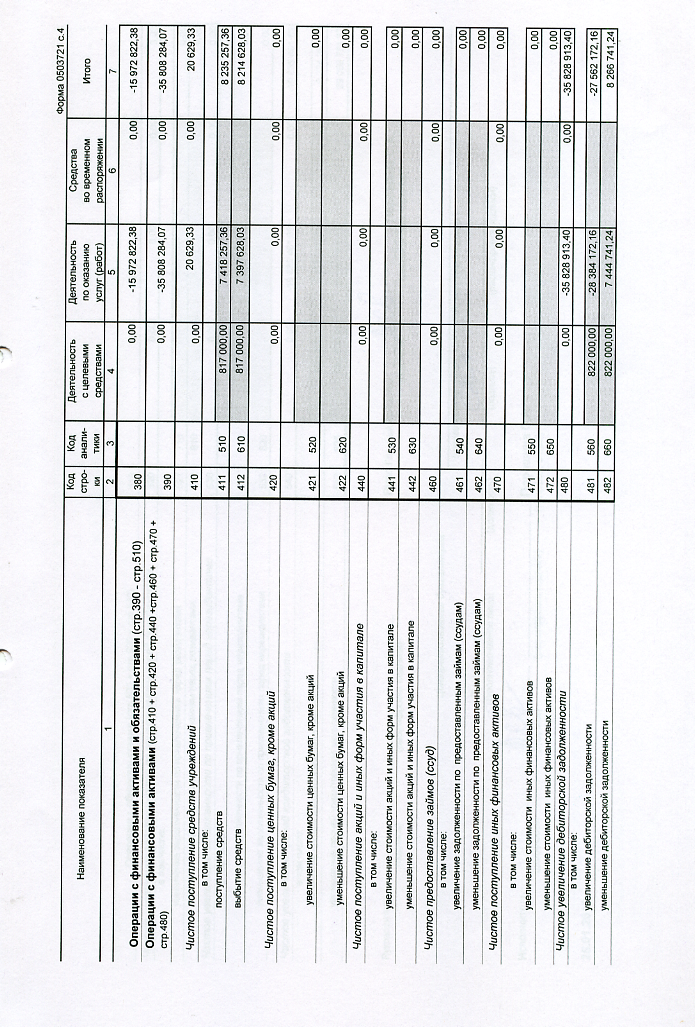 Форма 0503721 с.4
Наименование показателя | Код стро-ки | Код анали-тики | Деятельность с целевыми средствами | Деятельность по оказанию услуг (работ) | Средства во временном распоряжении | Итого
1 | 2 | 3 | 4 | 5 | 6 | 7
Операции с финансовыми активами и обязательствами (стр.390 - стр.510) | 380 | | 0,00 | -15 972 822,38 | 0,00 | -15 972 822,38
Операции с финансовыми активами (стр.410 + стр.420 + стр.440 +стр.460 + стр.470 +
стр.480) | 390 | | 0,00 | -35 808 284,07 | 0,00 | -35 808 284,07
Чистое поступление средств учреждений | 410 | | 0,00 | 20 629,33 | 0,00 | 20 629,33
в том числе:
поступление средств | 411 | 510 | 817 000,00 | 7 418 257,36 | | 8 235 257,36
выбытие средств | 412 | 610 | 817 000,00 | 7 397 628,03 | | 8 214 628,03
Чистое поступление ценных бумаг, кроме акций | 420 | | 0,00 | 0,00 | 0,00 | 0,00
в том числе:
увеличение стоимости ценных бумаг, кроме акций | 421 | 520 | | | | 0,00
уменьшение стоимости ценных бумаг, кроме акций | 422 | 620 | | | | 0,00
Чистое поступление акций и иных форм участия в капитале | 440 | | 0,00 | 0,00 | 0,00 | 0,00
в том числе:
увеличение стоимости акций и иных форм участия в капитале | 441 | 530 | | | | 0,00
уменьшение стоимости акций и иных форм участия в капитале | 442 | 630 | | | | 0,00
Чистое предоставление займов (ссуд) | 460 | | 0,00 | 0,00 | 0,00 | 0,00
в том числе:
увеличение задолженности по предоставленным займам (ссудам) | 461 | 540 | | | | 0,00
уменьшение задолженности по предоставленным займам (ссудам) | 462 | 640 | | | | 0,00
Чистое поступление иных финансовых активов | 470 | | 0,00 | 0,00 | 0,00 | 0,00
в том числе:
увеличение стоимости иных финансовых активов | 471 | 550 | | | | 0,00
уменьшение стоимости иных финансовых активов | 472 | 650 | | | | 0,00
Чистое увеличение дебиторской задолженности | 480 | | 0,00 | -35 828 913,40 | 0,00 | -35 828 913,40
в том числе:
увеличение дебиторской задолженности | 481 | 560 | 822 000,00 | -28 384 172,16 | | -27 562 172,16
уменьшение дебиторской задолженности | 482 | 660 | 822 000,00 | 7 444 741,24 | | 8 266 741,24